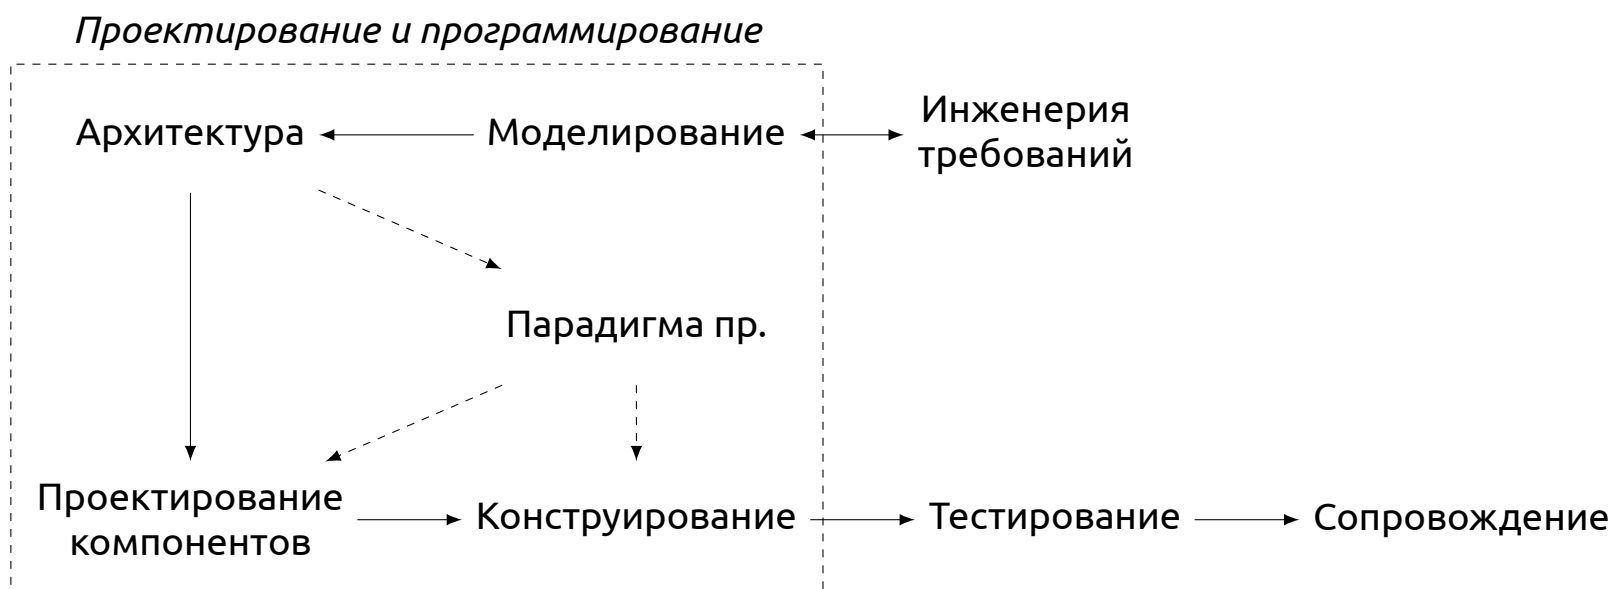 Проектирование и программирование
Архитектура
Моделирование
Инженерия
требований
Парадигма пр.
Проектирование
компонентов
Конструирование
Тестирование
Сопровождение